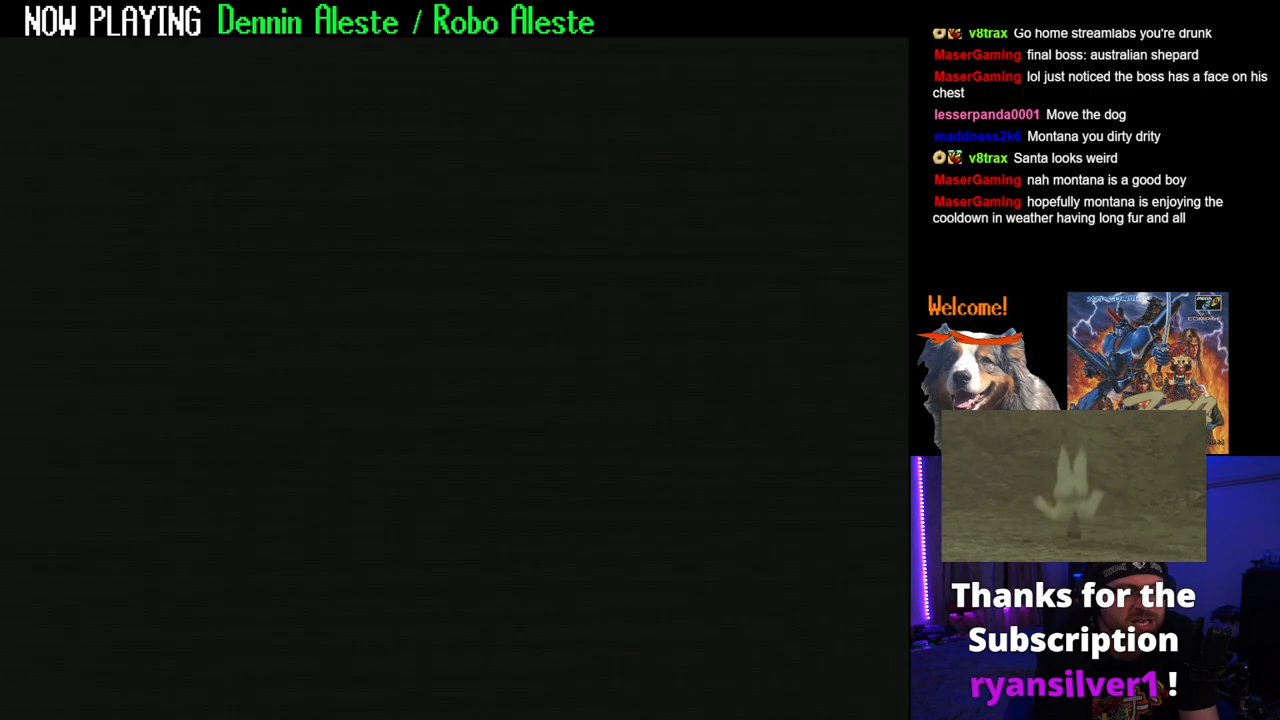 NOW PLAYING Dennin Aleste / Robo Aleste
v8trax Go home streamlabs you're drunk
MaserGaming final boss: australian shepard
MaserGaming lol just noticed the boss has a face on his
chest
lesserpanda0001 Move the dog
maddness2k6 Montana you dirty drity
v8trax Santa looks weird
MaserGaming nah montana is a good boy
MaserGaming hopefully montana is enjoying the
cooldown in weather having long fur and all
Welcome!
Thanks for the
Subscription
ryansilver1 !